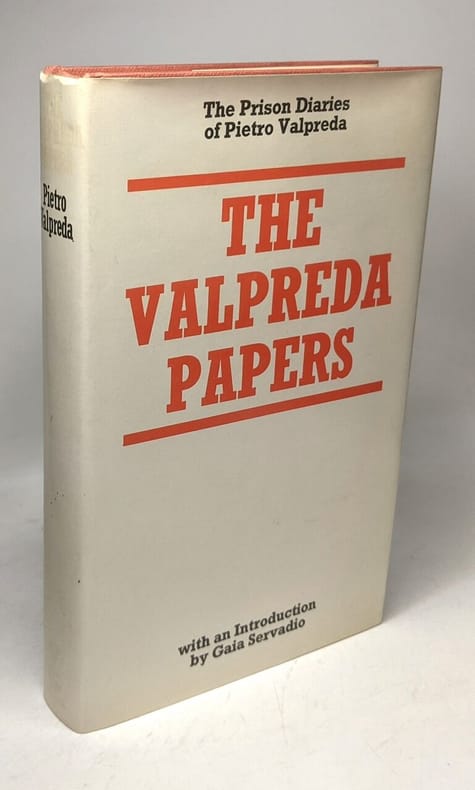 The Prison Diaries
of Pietro Valpreda
THE
VALPREDA
PAPERS
with an Introduction
by Gaia Servadio
Pietro
Valpreda